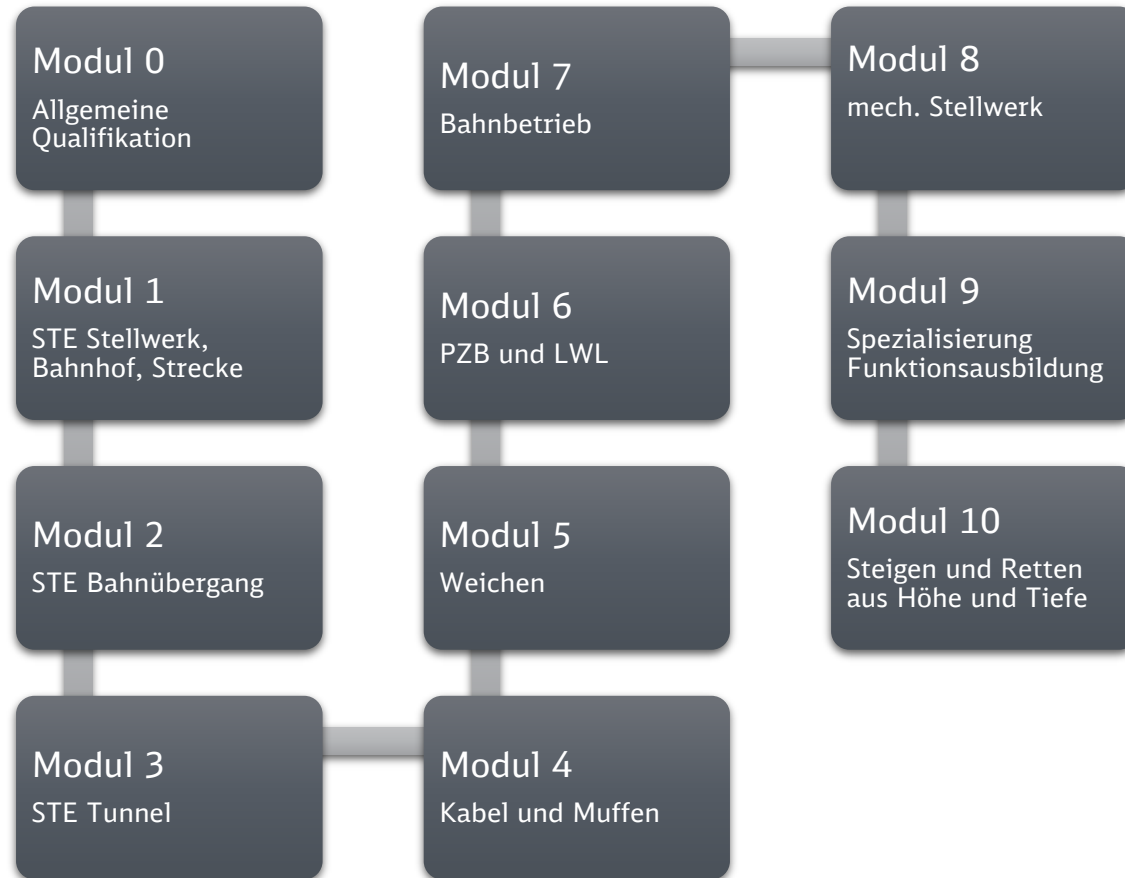 Modul 0
Allgemeine
Qualifikation
Modul 1
STE Stellwerk,
Bahnhof, Strecke
Modul 2
STE Bahnübergang
Modul 3
STE Tunnel
Modul 4
Kabel und Muffen
Modul 5
Weichen
Modul 6
PZB und LWL
Modul 7
Bahnbetrieb
Modul 8
mech. Stellwerk
Modul 9
Spezialisierung
Funktionsausbildung
Modul 10
Steigen und Retten
aus Höhe und Tiefe